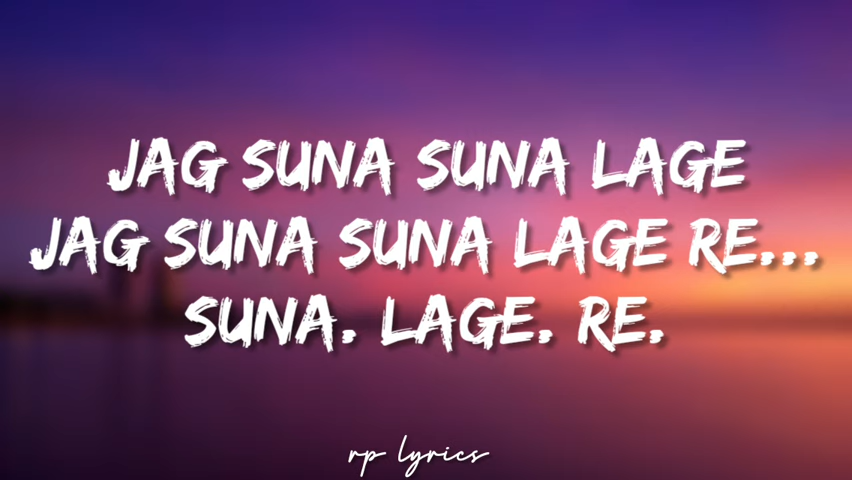 JAG SUNA SUNA LAGE
JAG SUNA SUNA LAGE RE...
SUNA. LAGE. RE.
rp lyrics